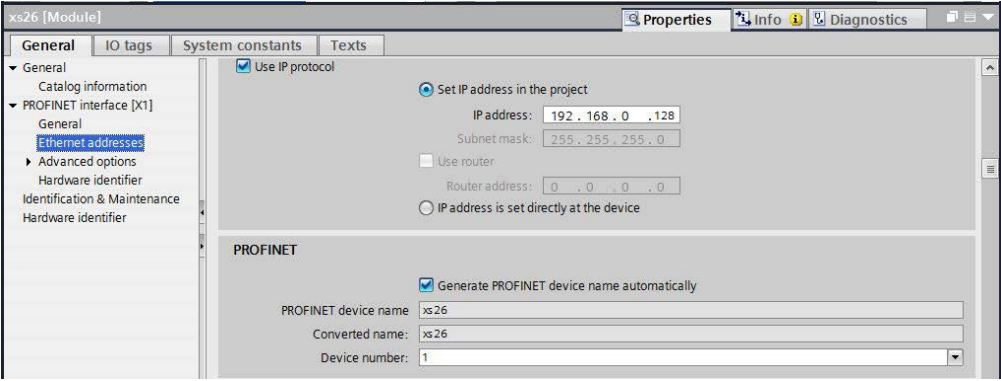 xs26 [Module]
Properties
Info
Diagnostics
General
IO tags
System constants
Texts
General
Catalog information
PROFINET interface [X1]
General
Ethernet addresses
Advanced options
Hardware identifier
Identification & Maintenance
Hardware identifier
Use IP protocol
Set IP address in the project
IP address: 192 . 168 . 0 . 128
Subnet mask: 255 . 255 . 255 . 0
Use router
Router address: 0 . 0 . 0 . 0
IP address is set directly at the device
PROFINET
Generate PROFINET device name automatically
PROFINET device name xs26
Converted name: xs26
Device number: 1